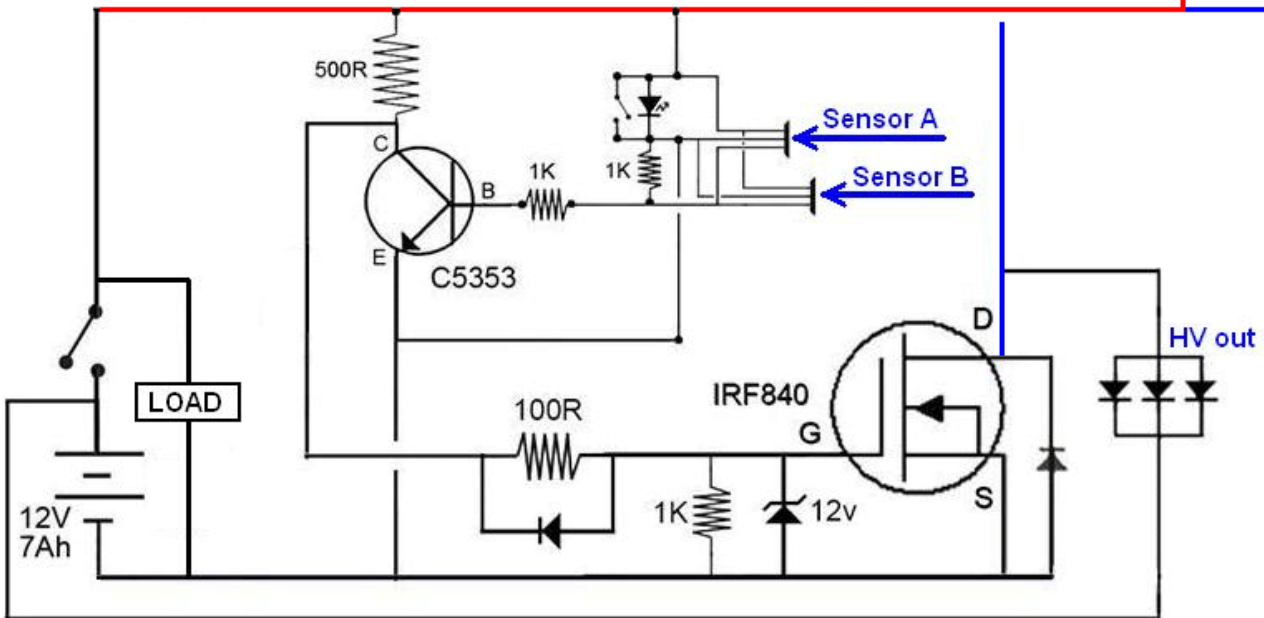 500R
C
B
E
1K
C5353
1K
Sensor A
Sensor B
D
HV out
IRF840
G
S
LOAD
100R
1K
12v
12V
7Ah